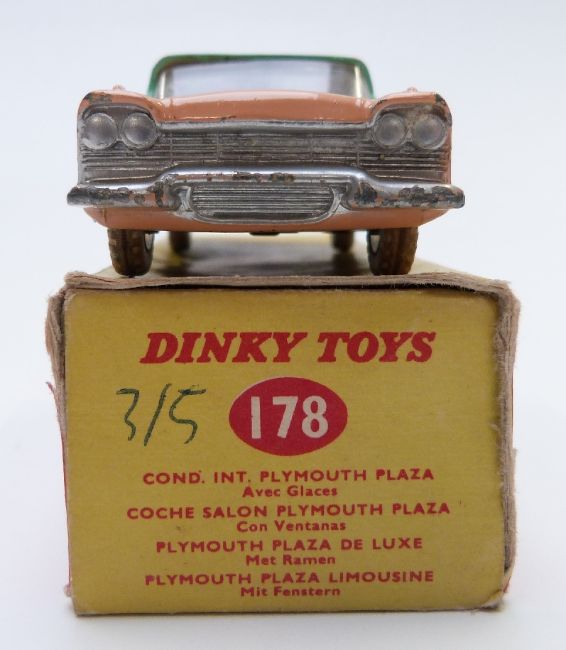 DINKY TOYS
3/5
178
COND. INT. PLYMOUTH PLAZA
Avec Glaces
COCHE SALON PLYMOUTH PLAZA
Con Ventanas
PLYMOUTH PLAZA DE LUXE
Met Ramen
PLYMOUTH PLAZA LIMOUSINE
Mit Fenstern